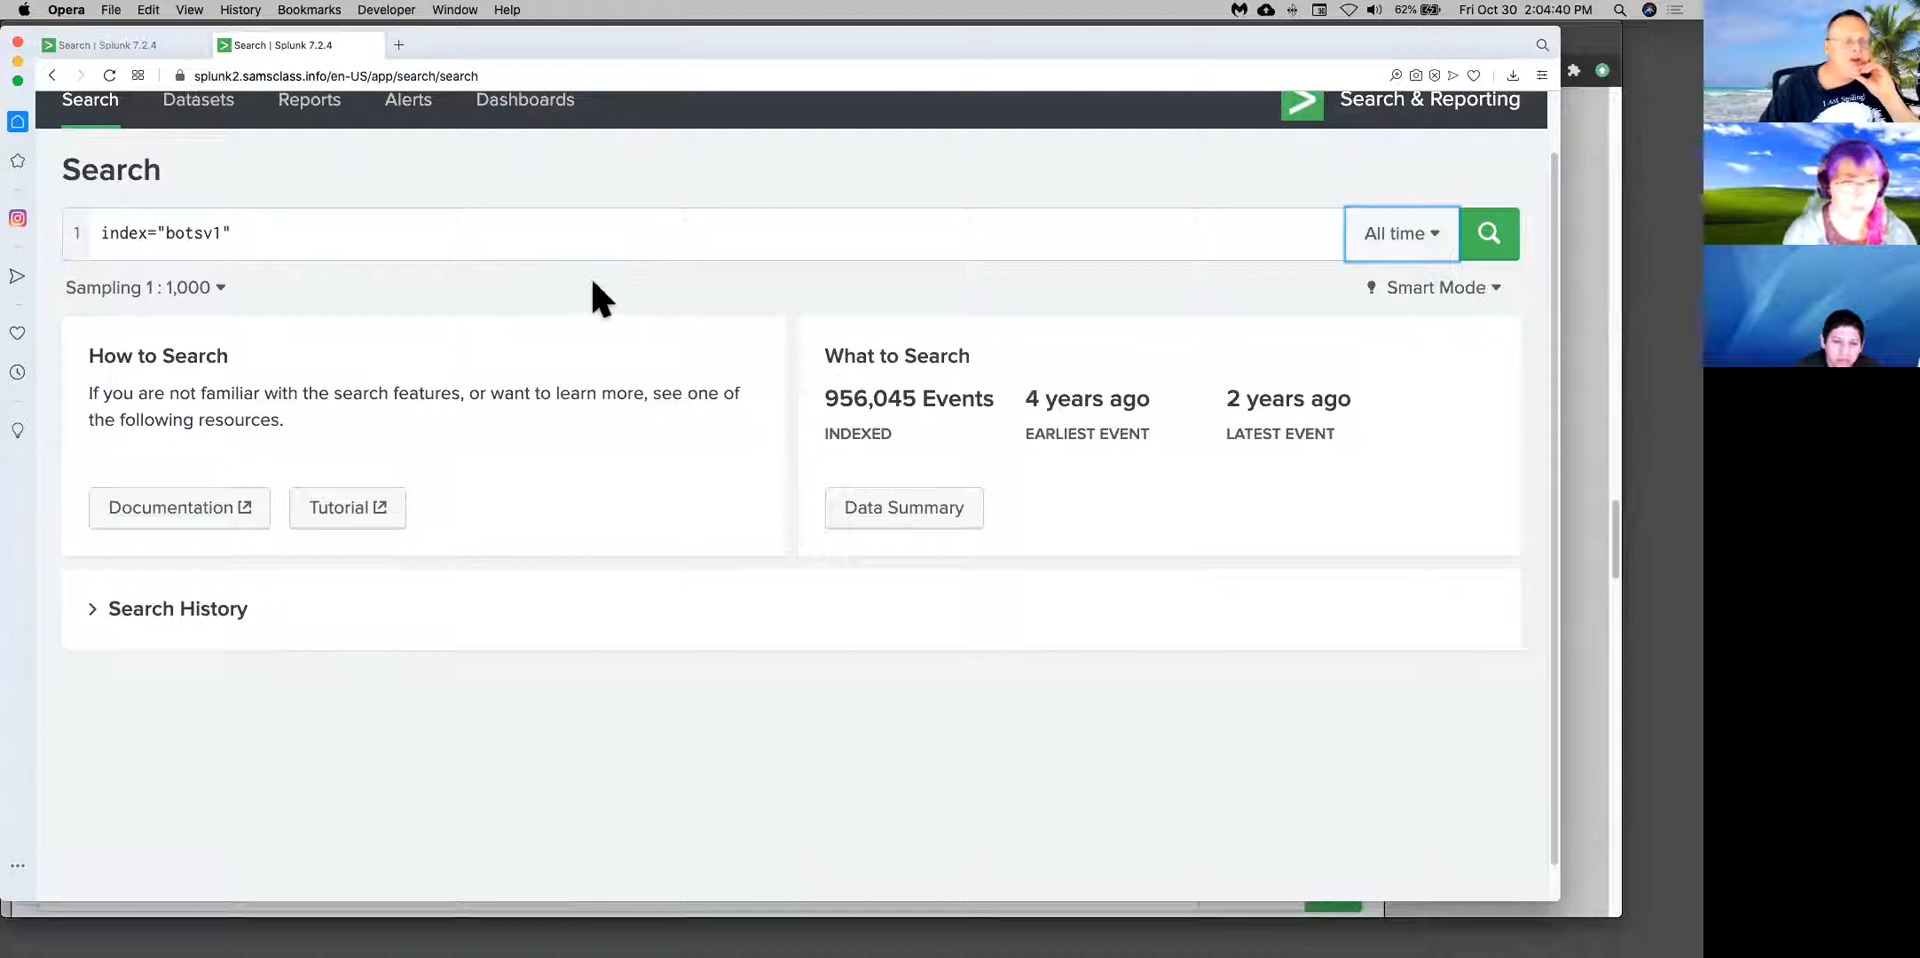 Opera File Edit View History Bookmarks Developer Window Help 62% Fri Oct 30 2:04:40 PM
Search | Splunk 7.2.4 Search | Splunk 7.2.4
splunk2.samsclass.info/en-US/app/search/search
Search Datasets Reports Alerts Dashboards Search & Reporting
Search
1 index="botsv1" All time
Sampling 1 : 1,000 Smart Mode
How to Search
If you are not familiar with the search features, or want to learn more, see one of
the following resources.
Documentation Tutorial
What to Search
956,045 Events 4 years ago 2 years ago
INDEXED EARLIEST EVENT LATEST EVENT
Data Summary
Search History
I AM Smiling!